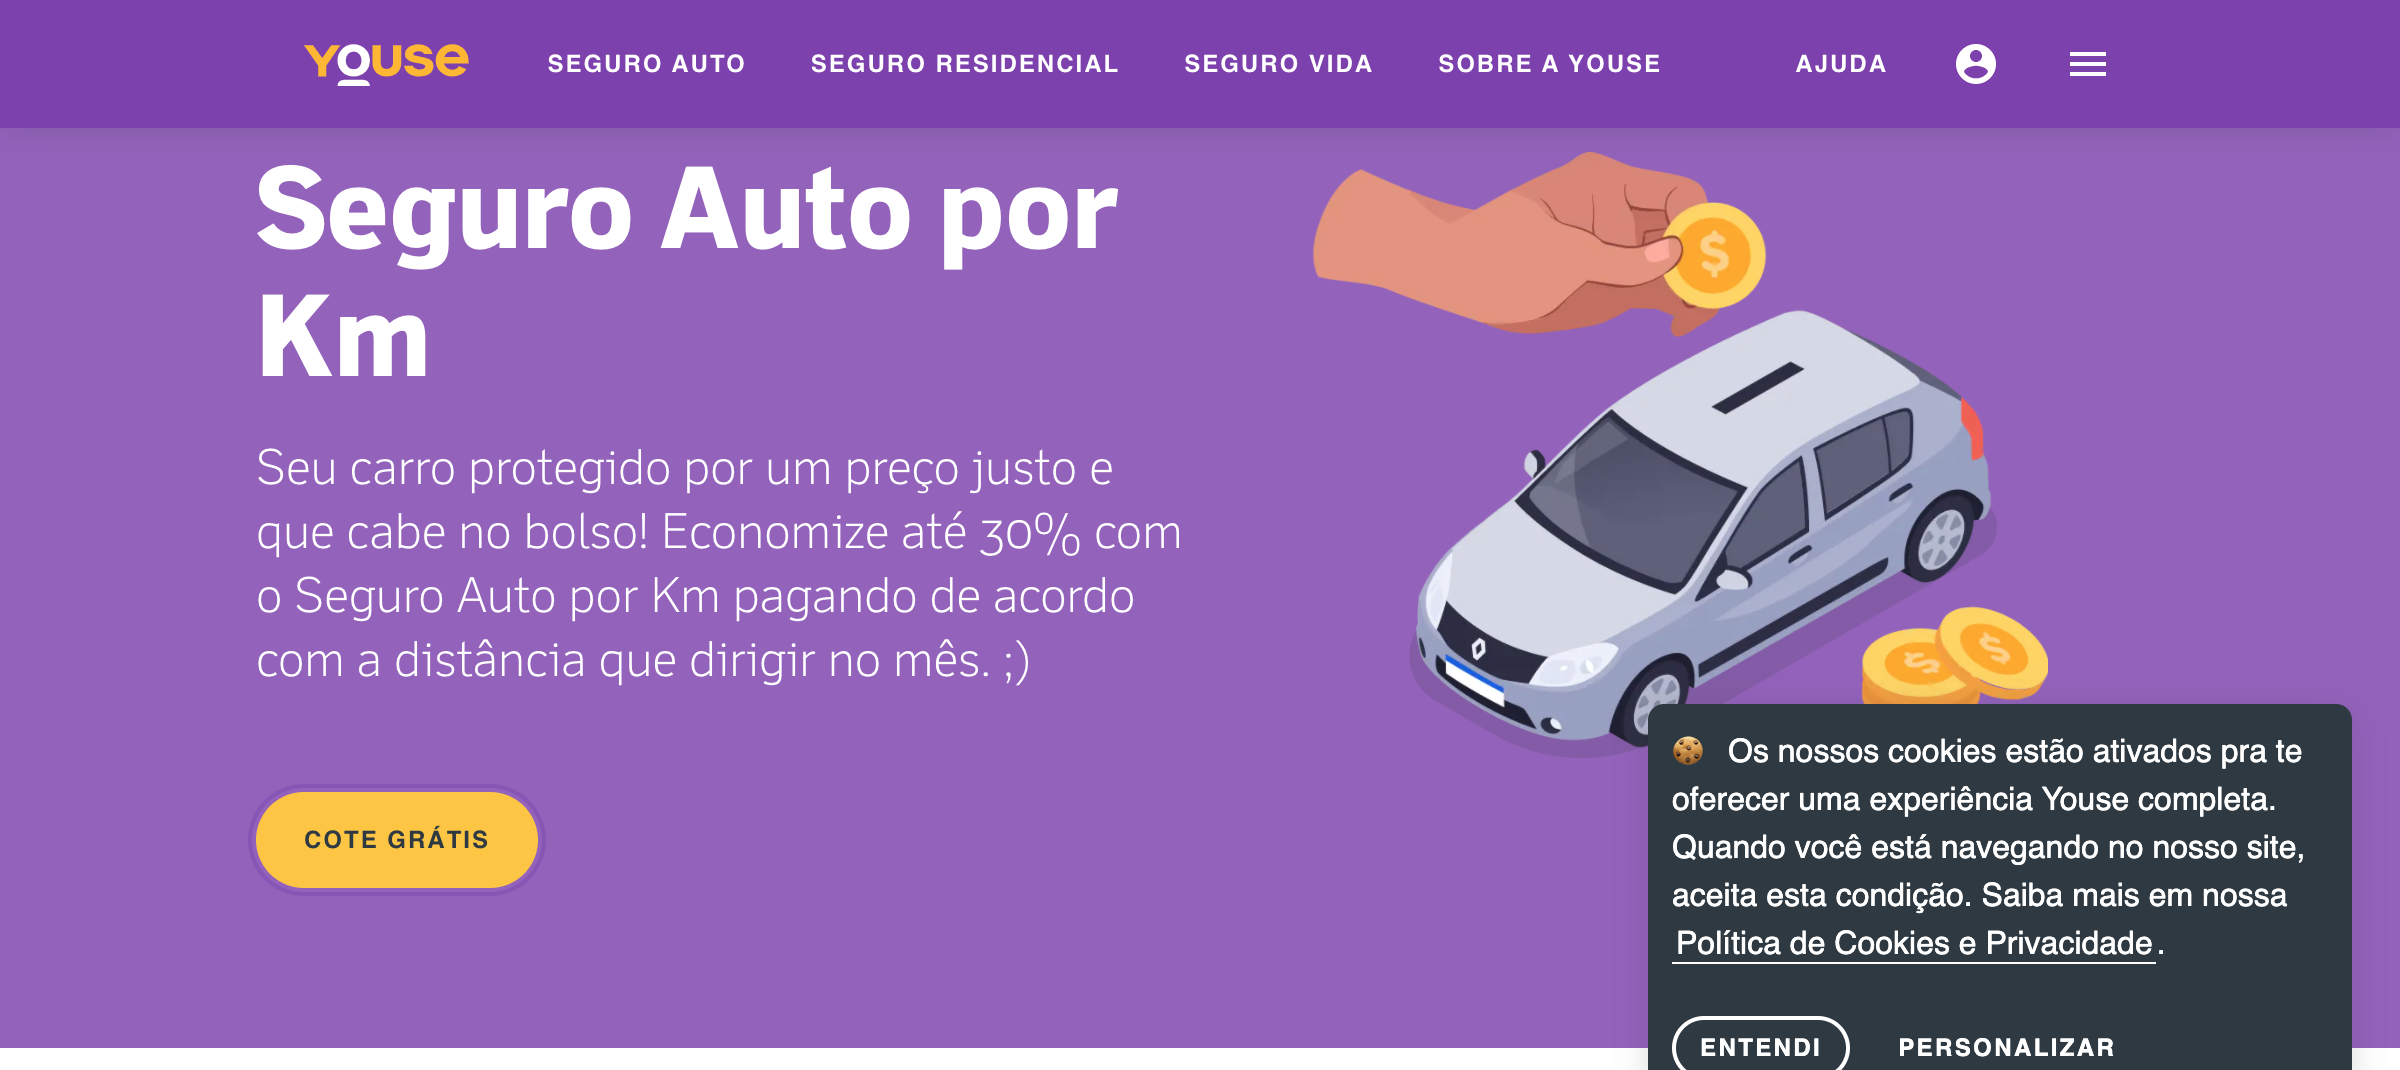 Youse
SEGURO AUTO
SEGURO RESIDENCIAL
SEGURO VIDA
SOBRE A YOUSE
AJUDA
Seguro Auto por
Km
Seu carro protegido por um preço justo e
que cabe no bolso! Economize até 30% com
o Seguro Auto por Km pagando de acordo
com a distância que dirigir no mês. ;)
COTE GRÁTIS
$
$
$
Os nossos cookies estão ativados pra te
oferecer uma experiência Youse completa.
Quando você está navegando no nosso site,
aceita esta condição. Saiba mais em nossa
Política de Cookies e Privacidade.
ENTENDI
PERSONALIZAR